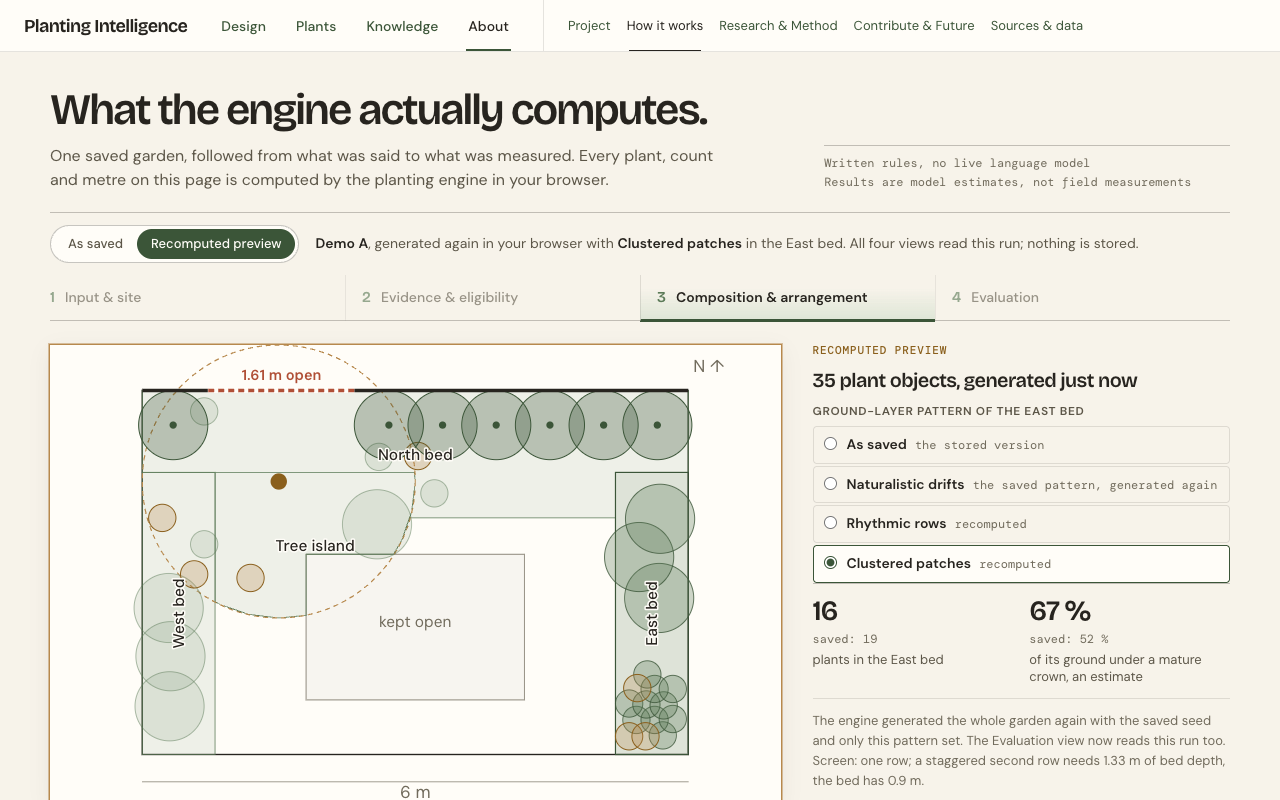 Planting Intelligence
Design
Plants
Knowledge
About
Project
How it works
Research & Method
Contribute & Future
Sources & data
What the engine actually computes.
One saved garden, followed from what was said to what was measured. Every plant, count
and metre on this page is computed by the planting engine in your browser.
Written rules, no live language model
Results are model estimates, not field measurements
As saved
Recomputed preview
Demo A, generated again in your browser with Clustered patches in the East bed. All four views read this run; nothing is stored.
1 Input & site
2 Evidence & eligibility
3 Composition & arrangement
4 Evaluation
1.61 m open
N ↑
North bed
Tree island
West bed
kept open
East bed
6 m
RECOMPUTED PREVIEW
35 plant objects, generated just now
GROUND-LAYER PATTERN OF THE EAST BED
As saved the stored version
Naturalistic drifts the saved pattern, generated again
Rhythmic rows recomputed
Clustered patches recomputed
16
saved: 19
plants in the East bed
67 %
saved: 52 %
of its ground under a mature
crown, an estimate
The engine generated the whole garden again with the saved seed
and only this pattern set. The Evaluation view now reads this run too.
Screen: one row; a staggered second row needs 1.33 m of bed depth,
the bed has 0.9 m.